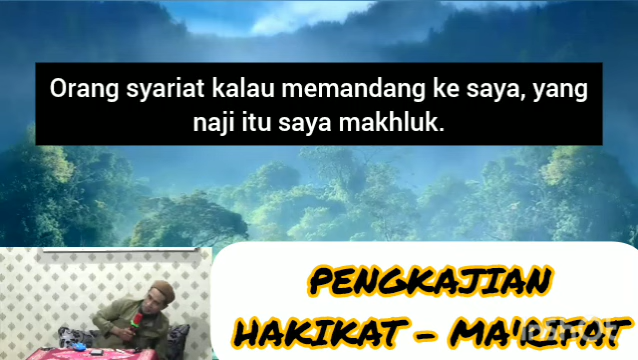 Orang syariat kalau memandang ke saya, yang
naji itu saya makhluk.
PENGKAJIAN
HAKIKAT - MA'RIFAT